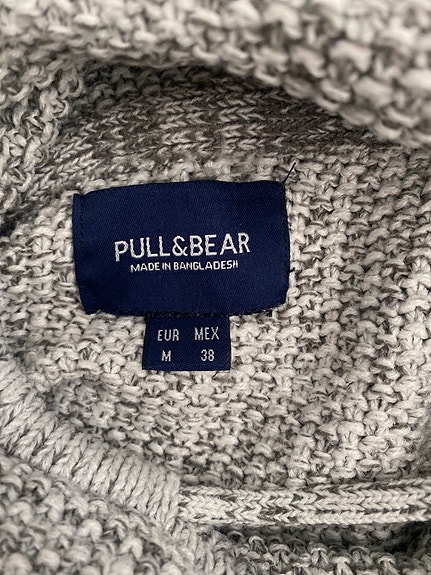 PULL&BEAR
MADE IN BANGLADESH
EUR MEX
M 38